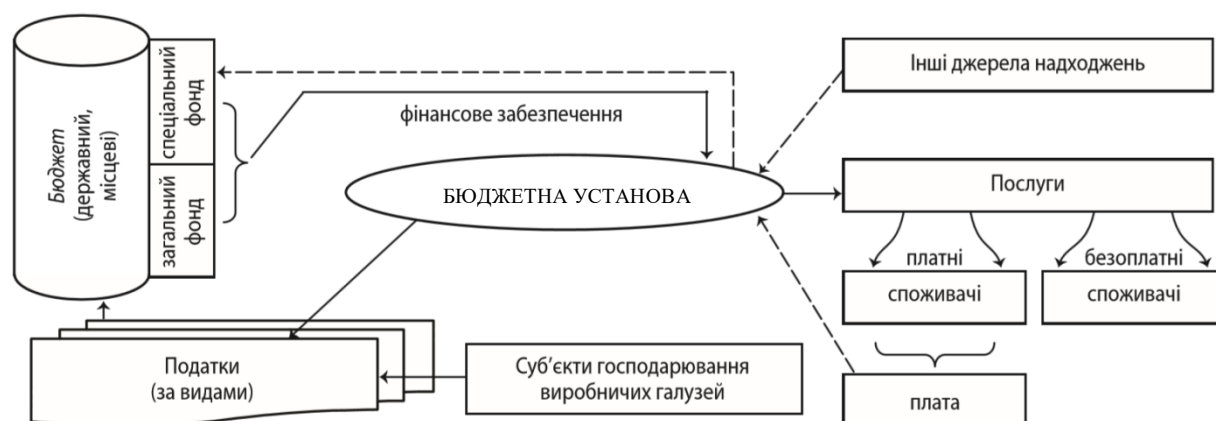 Бюджет
(державний,
місцеві)
спеціальний
фонд
загальний
фонд
фінансове забезпечення
БЮДЖЕТНА УСТАНОВА
Інші джерела надходжень
Послуги
платні
безоплатні
споживачі
споживачі
плата
Податки
(за видами)
Суб’єкти господарювання
виробничих галузей